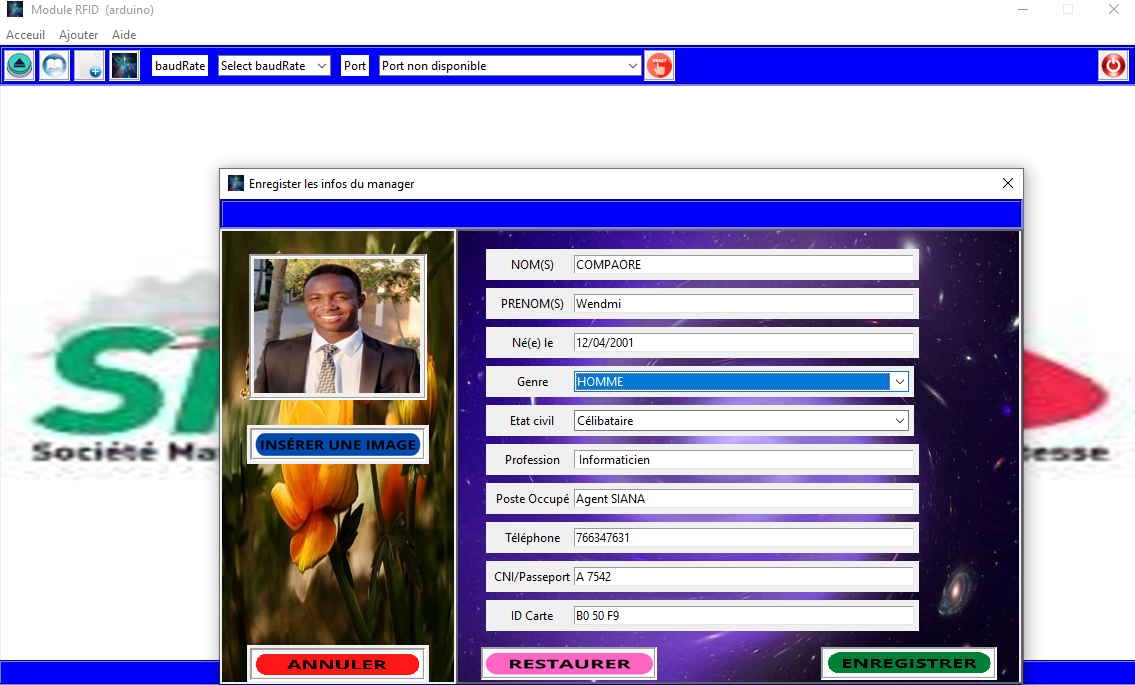 Module RFID (arduino)
Acceuil Ajouter Aide
baudRate Select baudRate Port Port non disponible RESET
Enregister les infos du manager
NOM(S) COMPAORE
PRENOM(S) Wendmi
Né(e) le 12/04/2001
Genre HOMME
Etat civil Célibataire
INSÉRER UNE IMAGE
Société Ma
Profession Informaticien
Poste Occupé Agent SIANA
Téléphone 766347631
CNI/Passeport A 7542
ID Carte B0 50 F9
ANNULER RESTAURER ENREGISTRER